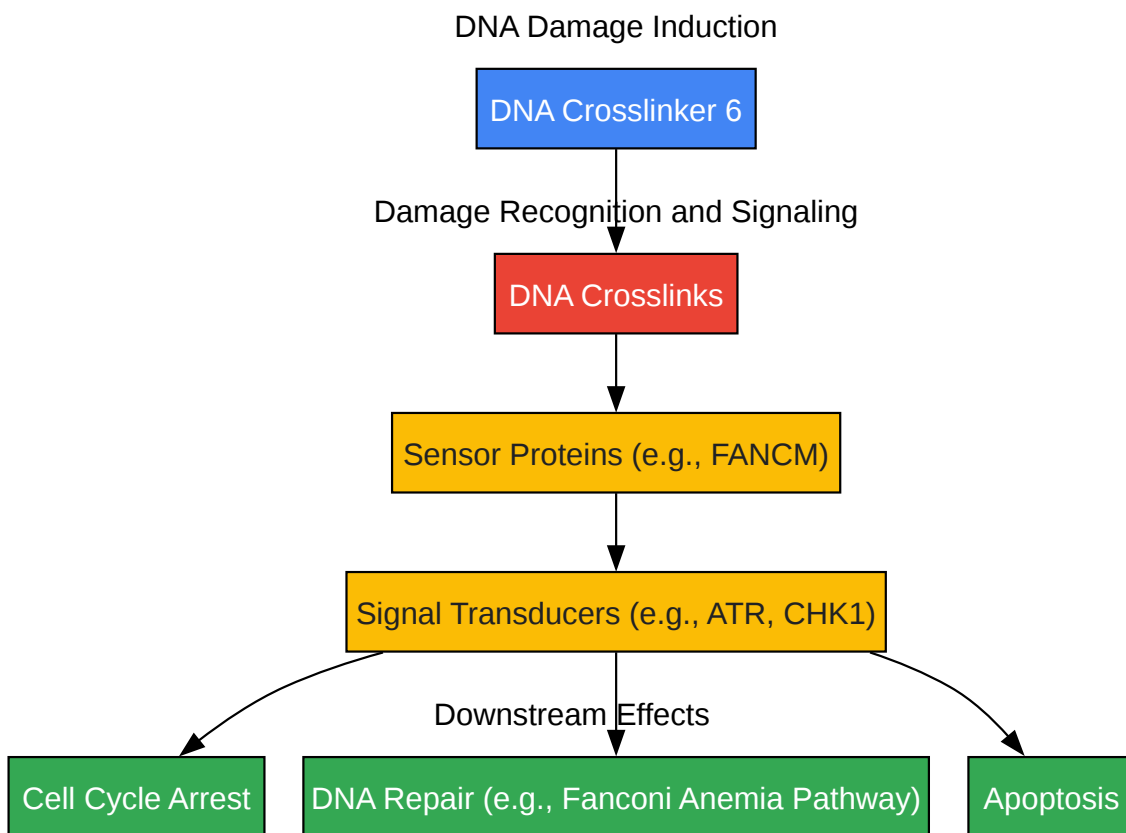 DNA Damage Induction
DNA Crosslinker 6
Damage Recognition and Signaling
DNA Crosslinks
Sensor Proteins (e.g., FANCM)
Signal Transducers (e.g., ATR, CHK1)
Downstream Effects
Cell Cycle Arrest
DNA Repair (e.g., Fanconi Anemia Pathway)
Apoptosis